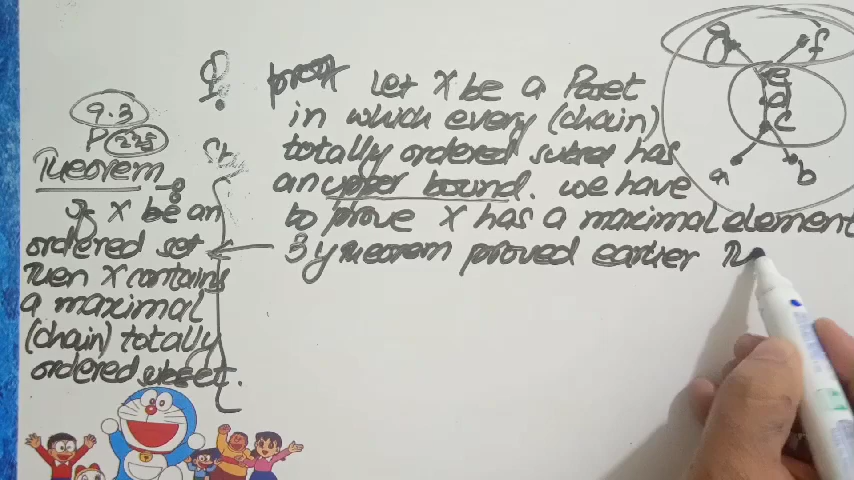 9.3
P 225
Theorem
If X be an
ordered set
Then X contains
a maximal
(chain) totally
ordered subset.
proof Let X be a Poset
in which every (chain)
totally ordered subset has
an upper bound. we have
to prove X has a maximal element
By Theorem proved earlier
g f
e
d
c
a b